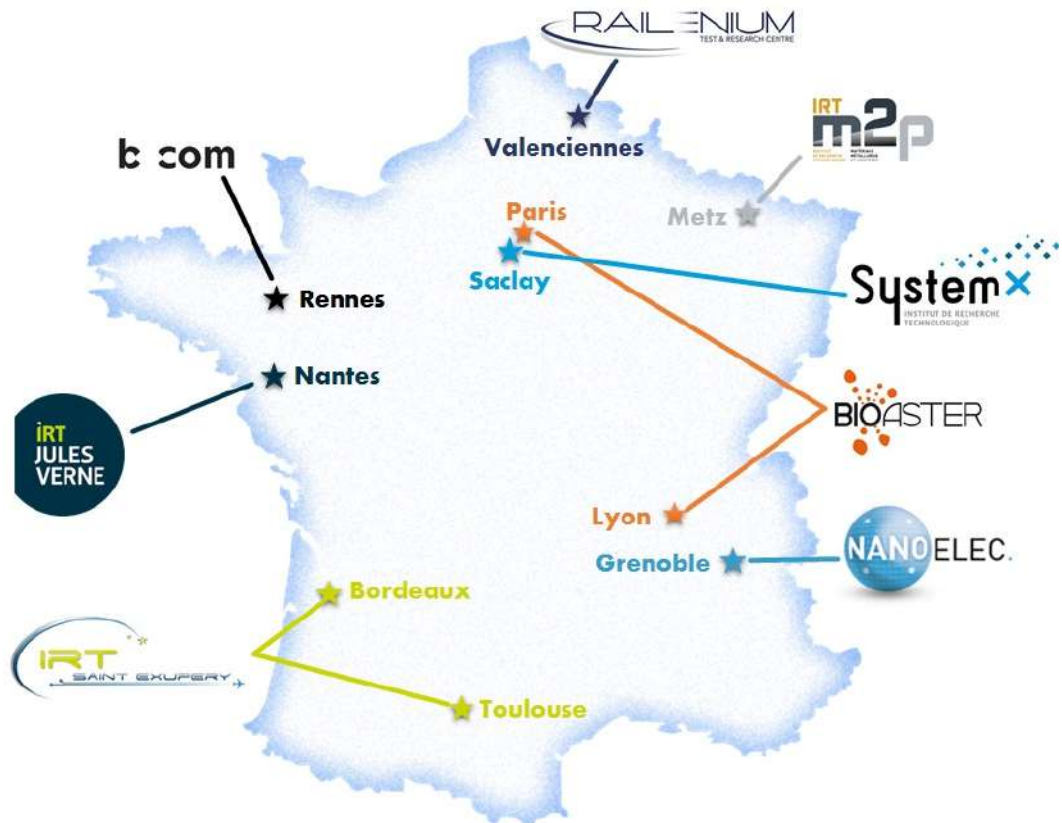 RAILENIUM
TEST & RESEARCH CENTRE
IRT
m2p
b com
Valenciennes
Paris
Metz
Saclay
SystemX
INSTITUT DE RECHERCHE
TECHNOLOGIQUE
Rennes
Nantes
IRT
JULES
VERNE
BIOASTER
Lyon
Grenoble
NANOELEC.
Bordeaux
IRT
SAINT EXUPERY
Toulouse